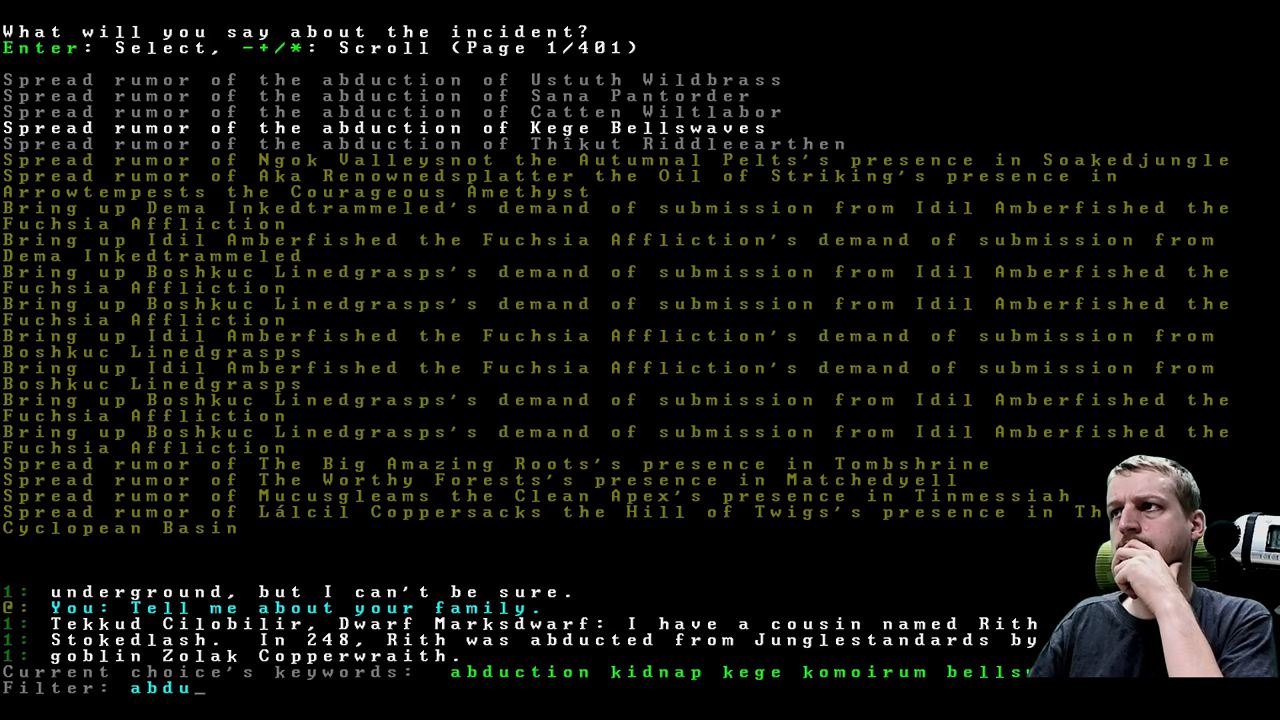 What will you say about the incident?
Enter: Select, -+/*: Scroll (Page 1/401)
Spread rumor of the abduction of Ustuth Wildbrass
Spread rumor of the abduction of Sana Pantorder
Spread rumor of the abduction of Catten Wiltlabor
Spread rumor of the abduction of Kege Bellswaves
Spread rumor of the abduction of Thîkut Riddleearthen
Spread rumor of Ngok Valleysnot the Autumnal Pelts's presence in Soakedjungle
Spread rumor of Aka Renownedsplatter the Oil of Striking's presence in
Arrowtempests the Courageous Amethyst
Bring up Dema Inkedtrammeled's demand of submission from Idil Amberfished the
Fuchsia Affliction
Bring up Idil Amberfished the Fuchsia Affliction's demand of submission from
Dema Inkedtrammeled
Bring up Boshkuc Linedgrasps's demand of submission from Idil Amberfished the
Fuchsia Affliction
Bring up Boshkuc Linedgrasps's demand of submission from Idil Amberfished the
Fuchsia Affliction
Bring up Idil Amberfished the Fuchsia Affliction's demand of submission from
Boshkuc Linedgrasps
Bring up Idil Amberfished the Fuchsia Affliction's demand of submission from
Boshkuc Linedgrasps
Bring up Boshkuc Linedgrasps's demand of submission from Idil Amberfished the
Fuchsia Affliction
Bring up Boshkuc Linedgrasps's demand of submission from Idil Amberfished the
Fuchsia Affliction
Spread rumor of The Big Amazing Roots's presence in Tombshrine
Spread rumor of The Worthy Forests's presence in Matchedyell
Spread rumor of Mucusgleams the Clean Apex's presence in Tinmessiah
Spread rumor of Lálcil Coppersacks the Hill of Twigs's presence in Th
Cyclopean Basin
1: underground, but I can't be sure.
@: You: Tell me about your family.
1: Tekkud Cilobilir, Dwarf Marksdwarf: I have a cousin named Rith
1: Stokedlash. In 248, Rith was abducted from Junglestandards by
1: goblin Zolak Copperwraith.
Current choice's keywords: abduction kidnap kege komoirum bells
Filter: abdu_